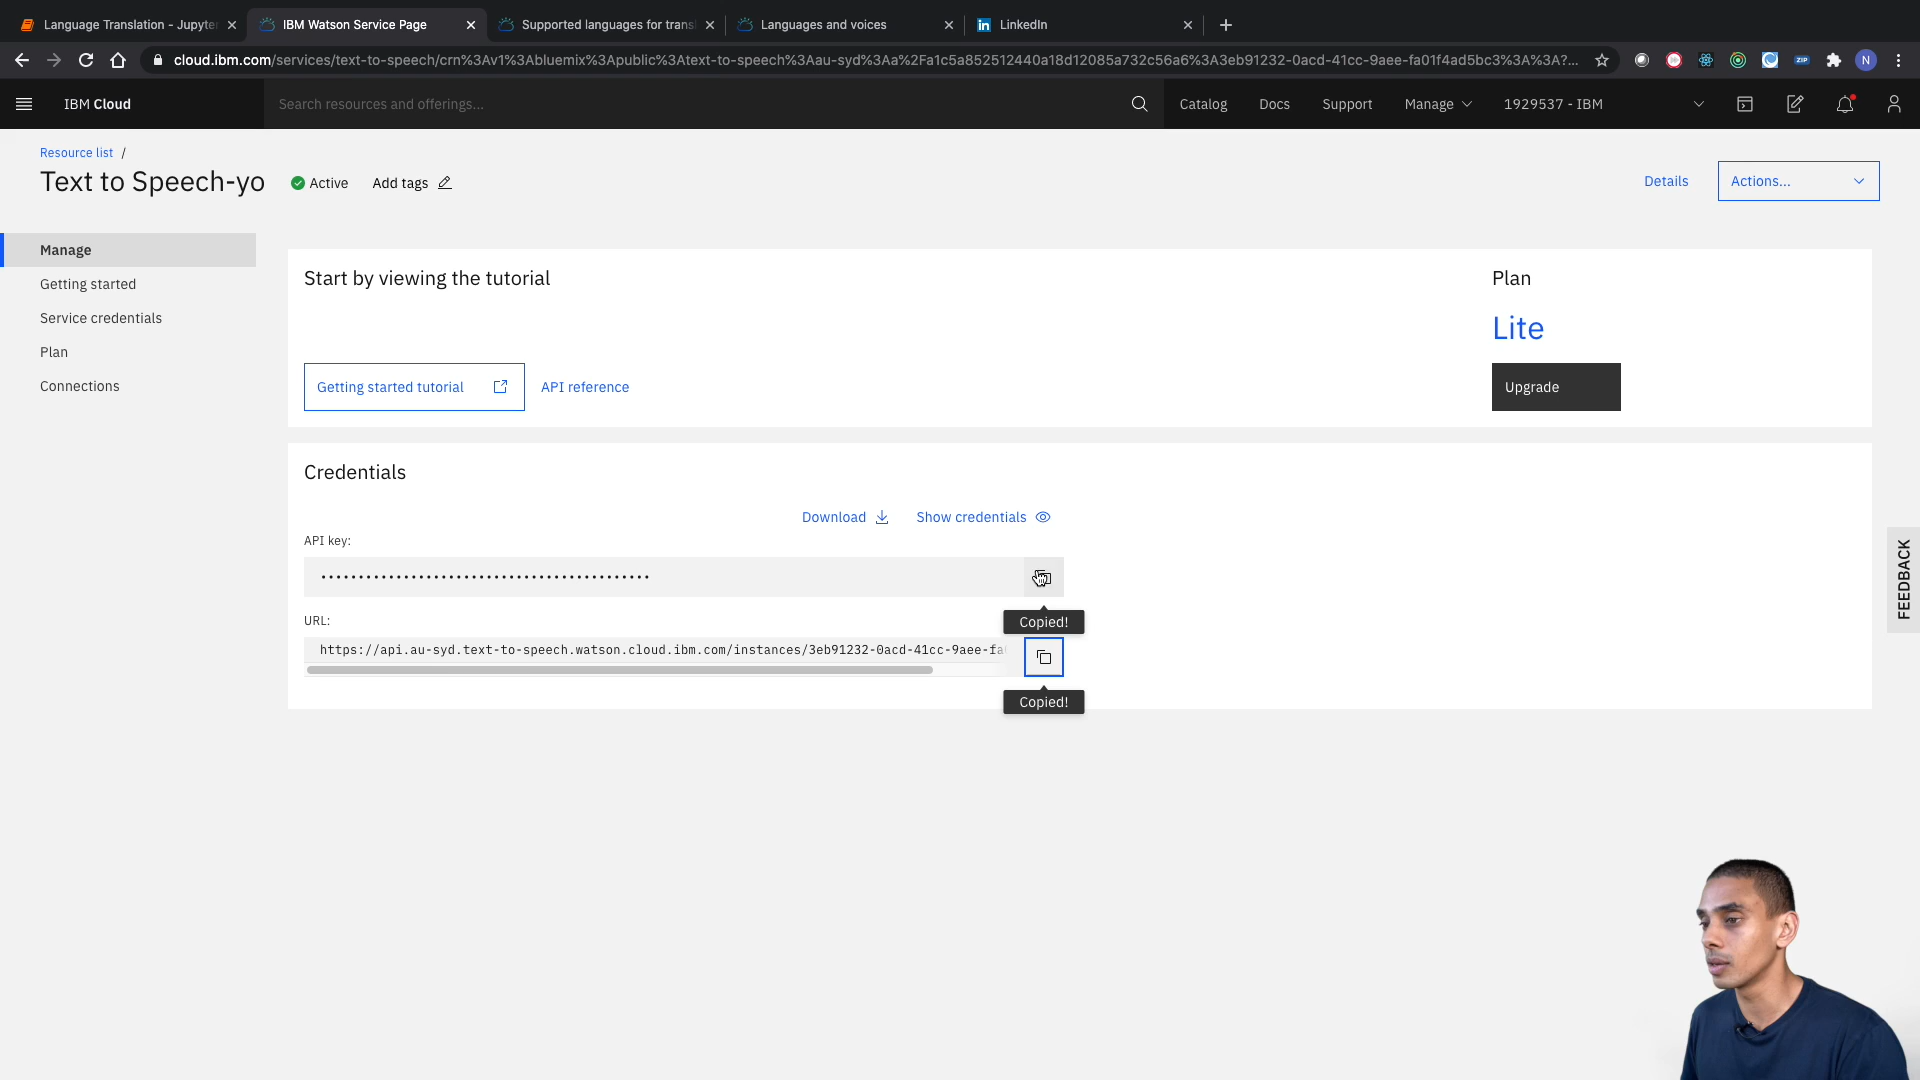 Language Translation - Jupyte
IBM Watson Service Page
Supported languages for trans
Languages and voices
LinkedIn
cloud.ibm.com/services/text-to-speech/crn%3Av1%3Abluemix%3Apublic%3Atext-to-speech%3Aau-syd%3Aa%2Fa1c5a852512440a18d12085a732c56a6%3A3eb91232-0acd-41cc-9aee-fa01f4ad5bc3%3A%3A?...
ZIP
N
IBM Cloud
Search resources and offerings...
Catalog
Docs
Support
Manage
1929537 - IBM
Resource list /
Text to Speech-yo
Active
Add tags
Details
Actions...
Manage
Getting started
Service credentials
Plan
Connections
Start by viewing the tutorial
Getting started tutorial
API reference
Plan
Lite
Upgrade
Credentials
Download
Show credentials
API key:
Copied!
URL:
https://api.au-syd.text-to-speech.watson.cloud.ibm.com/instances/3eb91232-0acd-41cc-9aee-fa
Copied!
FEEDBACK